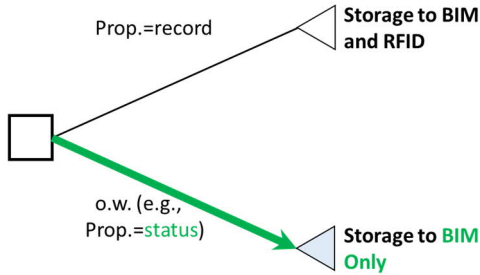 Prop.=record
Storage to BIM
and RFID
o.w. (e.g.,
Prop.=status)
Storage to BIM
Only